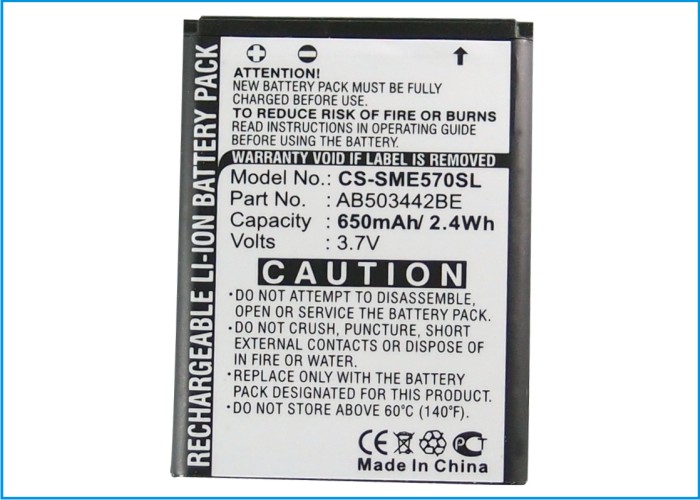 RECHARGEABLE LI-ION BATTERY PACK
ATTENTION!
NEW BATTERY PACK MUST BE FULLY
CHARGED BEFORE USE.
TO REDUCE RISK OF FIRE OR BURNS
READ INSTRUCTIONS IN OPERATING GUIDE
BEFORE USING BATTERY.
WARRANTY VOID IF LABEL IS REMOVED
Model No.: CS-SME570SL
Part No.: AB503442BE
Capacity: 650mAh/ 2.4Wh
Volts: 3.7V
CAUTION
•DO NOT ATTEMPT TO DISASSEMBLE,
OPEN OR SERVICE THE BATTERY PACK.
•DO NOT CRUSH, PUNCTURE, SHORT
EXTERNAL CONTACTS OR DISPOSE OF
IN FIRE OR WATER.
•REPLACE ONLY WITH THE BATTERY
PACK DESIGNATED FOR THIS PRODUCT.
•DO NOT STORE ABOVE 60°C (140°F).
CE
Made In China